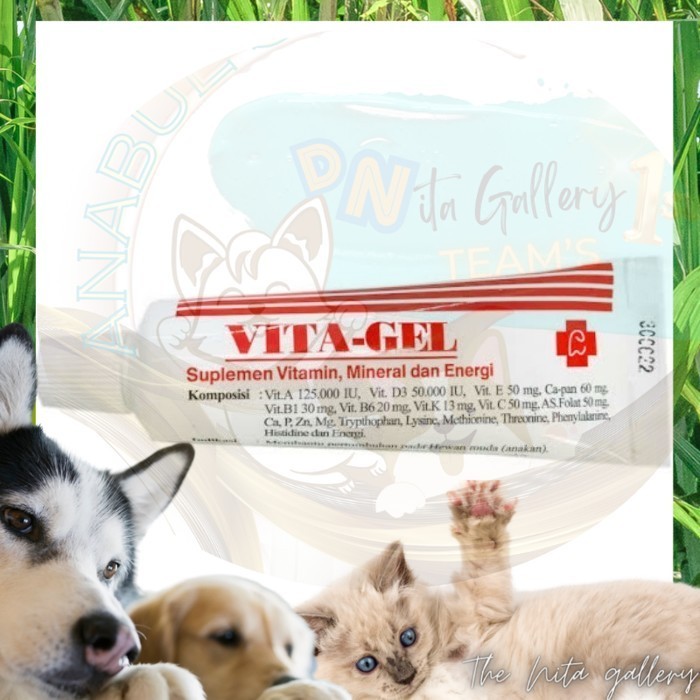 ANABUL
DNita Gallery 1
TEAM'S
VITA-GEL
Suplemen Vitamin, Mineral dan Energi
Komposisi : Vit.A 125.000 IU, Vit. D3 50.000 IU, Vit. E 50 mg, Ca-pan 60 mg,
Vit.B1 30 mg, Vit. B6 20 mg, Vit.K 13 mg, Vit. C 50 mg, AS.Folat 50 mg,
Ca, P, Zn, Mg, Trypthophan, Lysine, Methionine, Threonine, Phenylalanine,
Histidine dan Energi.
Indikasi : Membantu pertumbuhan pada Hewan muda (anakan).
The Nita gallery